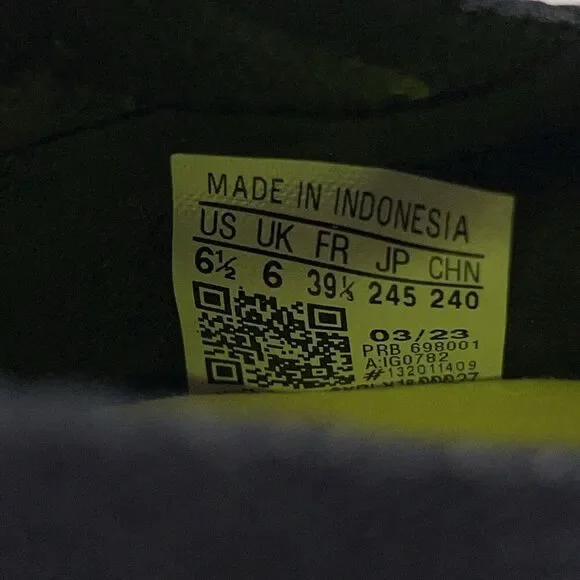 MADE IN INDONESIA
US UK FR JP CHN
6½ 6 39⅓ 245 240
03/23
PRB 698001
A:IG0782
#132011409